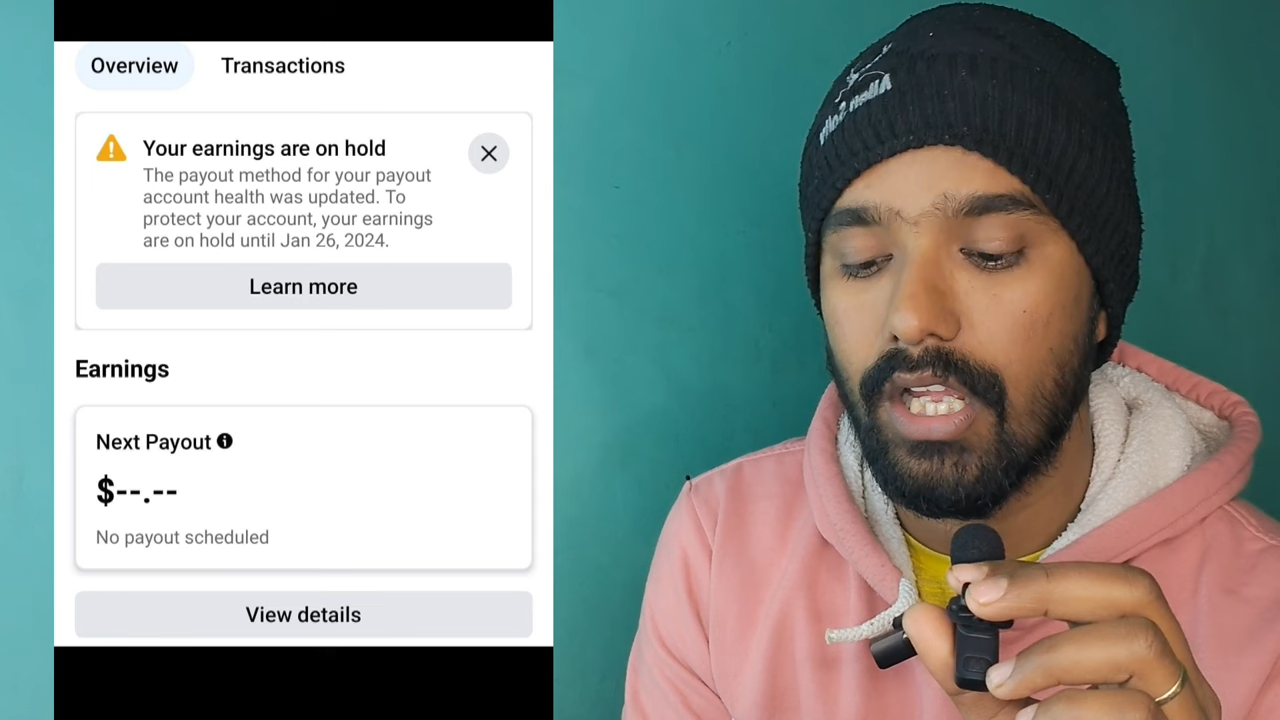 Overview
Transactions
Your earnings are on hold
The payout method for your payout
account health was updated. To
protect your account, your earnings
are on hold until Jan 26, 2024.
Learn more
Earnings
Next Payout
$--.--
No payout scheduled
View details